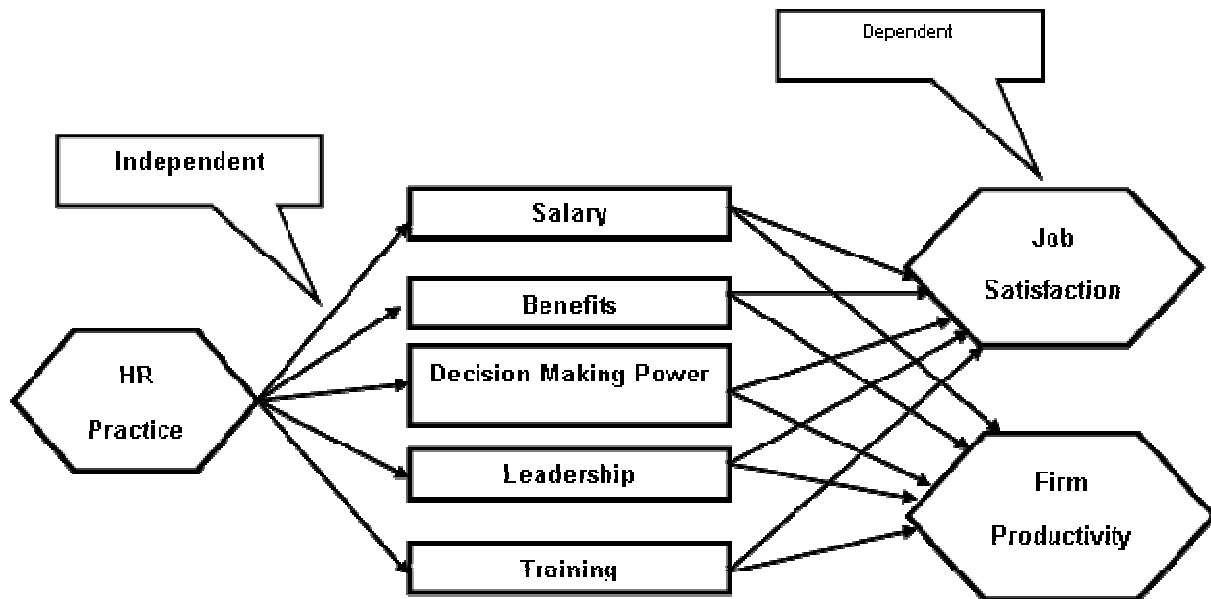 Dependent
Independent
Salary
Job
Satisfaction
Benefits
HR
Practice
Decision Making Power
Leadership
Firm
Productivity
Training